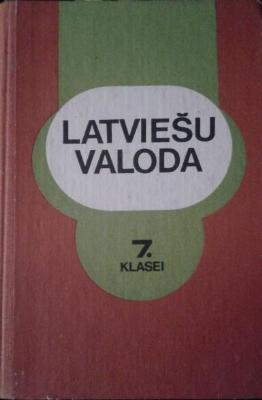 LATVIEŠU
VALODA
7.
KLASEI